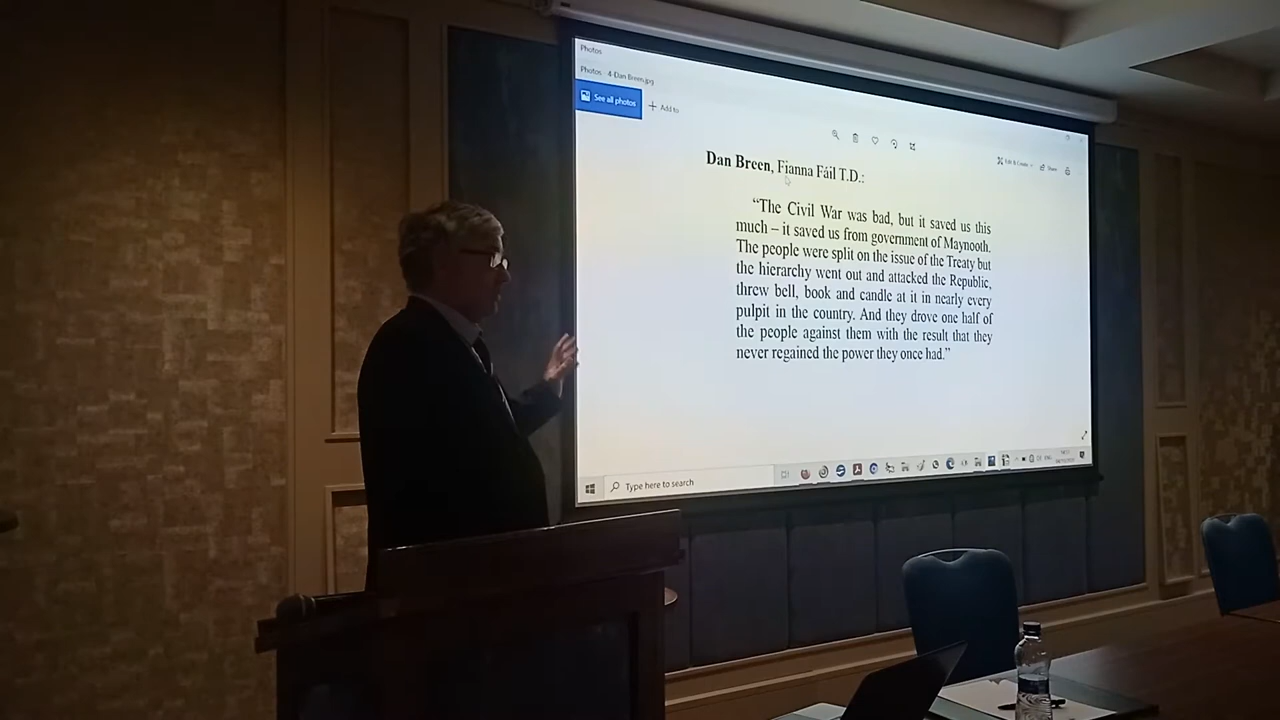 Photos
Photos - 4-Dan Breen.jpg
See all photos
Add to
Edit & Create
Share
Dan Breen, Fianna Fáil T.D.:
“The Civil War was bad, but it saved us this
much – it saved us from government of Maynooth.
The people were split on the issue of the Treaty but
the hierarchy went out and attacked the Republic,
threw bell, book and candle at it in nearly every
pulpit in the country. And they drove one half of
the people against them with the result that they
never regained the power they once had.”
Type here to search
ENG